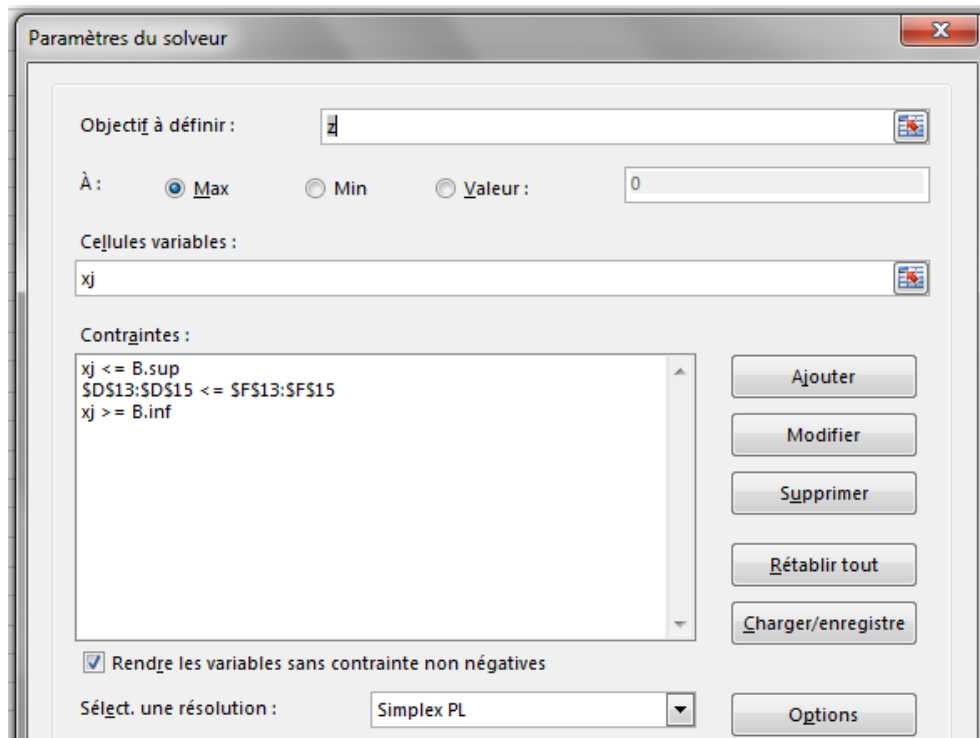 Paramètres du solveur
Objectif à définir :
z
À :
Max
Min
Valeur :
0
Cellules variables :
xj
Contraintes :
xj <= B.sup
$D$13:$D$15 <= $F$13:$F$15
xj >= B.inf
Ajouter
Modifier
Supprimer
Rétablir tout
Charger/enregistre
Rendre les variables sans contrainte non négatives
Sélect. une résolution :
Simplex PL
Options